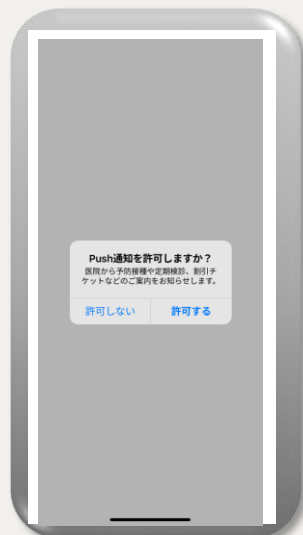 Push通知を許可しますか？
医院から予防接種や定期検診、割引チ
ケットなどのご案内をお知らせします。
許可しない
許可する